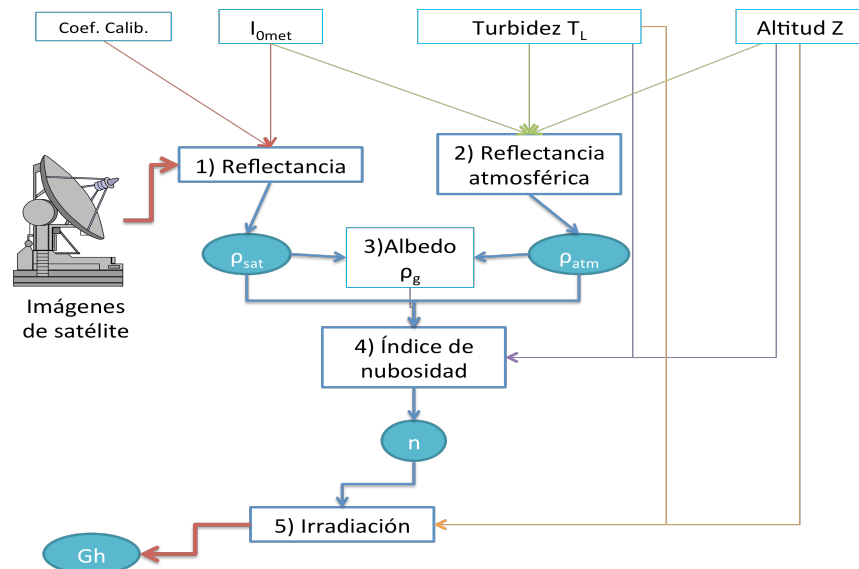 Coef. Calib.
I0met
Turbidez TL
Altitud Z
1) Reflectancia
2) Reflectancia
atmosférica
ρsat
3)Albedo
ρg
ρatm
Imágenes
de satélite
4) Índice de
nubosidad
n
5) Irradiación
Gh